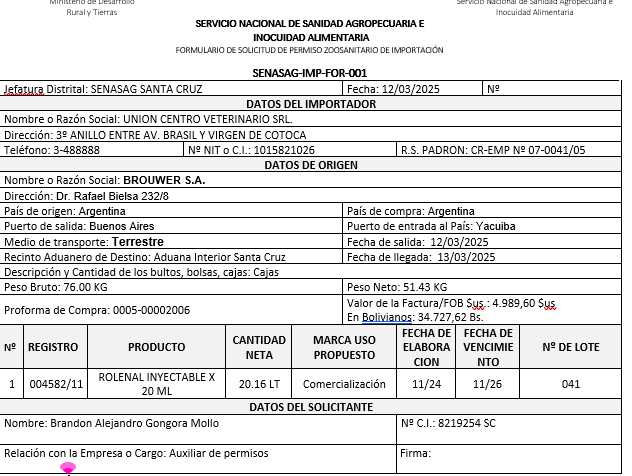 Ministerio de Desarrollo
Rural y Tierras
Servicio Nacional de Sanidad Agropecuaria e
Inocuidad Alimentaria
SERVICIO NACIONAL DE SANIDAD AGROPECUARIA E
INOCUIDAD ALIMENTARIA
FORMULARIO DE SOLICITUD DE PERMISO ZOOSANITARIO DE IMPORTACIÓN
SENASAG-IMP-FOR-001
Jefatura Distrital: SENASAG SANTA CRUZ Fecha: 12/03/2025 Nº
DATOS DEL IMPORTADOR
Nombre o Razón Social: UNION CENTRO VETERINARIO SRL.
Dirección: 3º ANILLO ENTRE AV. BRASIL Y VIRGEN DE COTOCA
Teléfono: 3-488888 Nº NIT o C.I.: 1015821026 R.S. PADRON: CR-EMP Nº 07-0041/05
DATOS DE ORIGEN
Nombre o Razón Social: BROUWER S.A.
Dirección: Dr. Rafael Bielsa 232/8
País de origen: Argentina País de compra: Argentina
Puerto de salida: Buenos Aires Puerto de entrada al País: Yacuiba
Medio de transporte: Terrestre Fecha de salida: 12/03/2025
Recinto Aduanero de Destino: Aduana Interior Santa Cruz Fecha de llegada: 13/03/2025
Descripción y Cantidad de los bultos, bolsas, cajas: Cajas
Peso Bruto: 76.00 KG Peso Neto: 51.43 KG
Proforma de Compra: 0005-00002006
Valor de la Factura/FOB $us.: 4.989,60 $us
En Bolivianos: 34.727,62 Bs.
Nº REGISTRO PRODUCTO CANTIDAD NETA MARCA USO PROPUESTO FECHA DE ELABORA CION FECHA DE VENCIMIE NTO Nº DE LOTE
1 004582/11 ROLENAL INYECTABLE X 20 ML 20.16 LT Comercialización 11/24 11/26 041
DATOS DEL SOLICITANTE
Nombre: Brandon Alejandro Gongora Mollo Nº C.I.: 8219254 SC
Relación con la Empresa o Cargo: Auxiliar de permisos Firma: